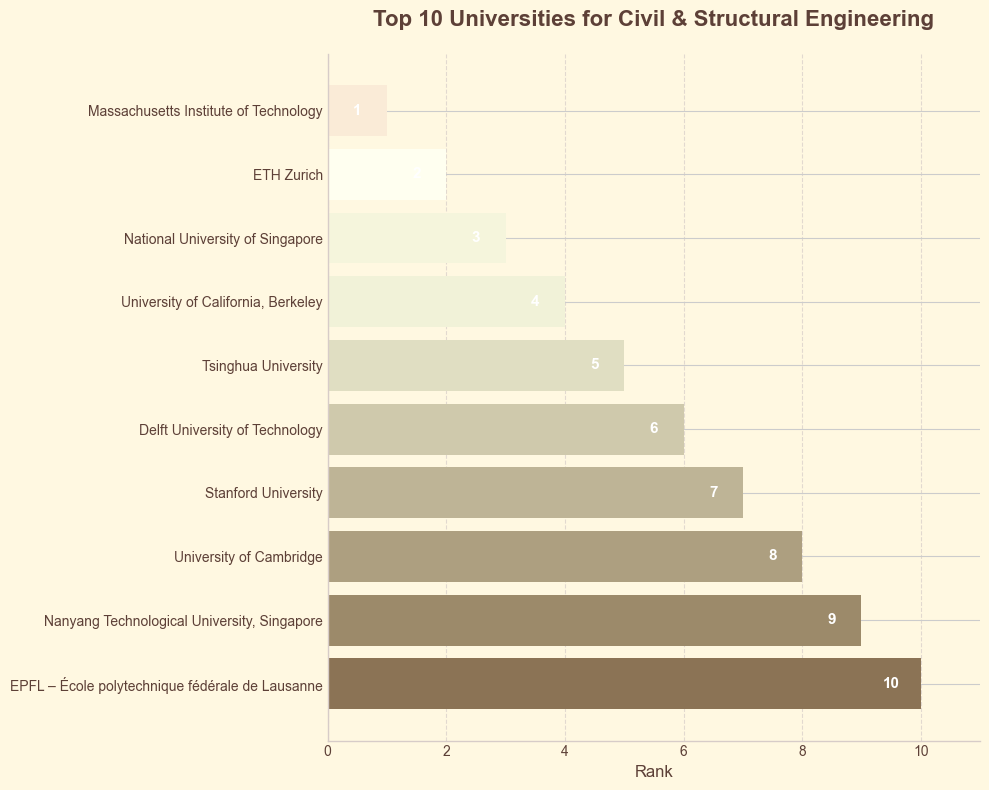 Top 10 Universities for Civil & Structural Engineering
Massachusetts Institute of Technology
1
ETH Zurich
National University of Singapore
3
University of California, Berkeley
4
Tsinghua University
5
Delft University of Technology
6
Stanford University
7
University of Cambridge
8
Nanyang Technological University, Singapore
9
EPFL – École polytechnique fédérale de Lausanne
10
0 2 4 6 8 10
Rank